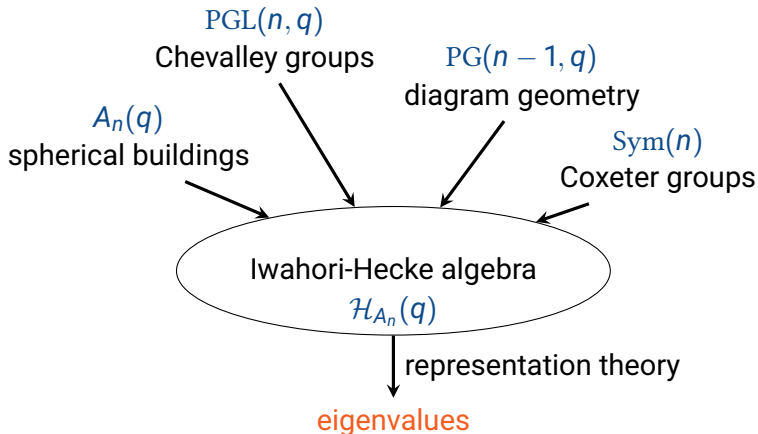 PGL(n, q)
Chevalley groups
PG(n − 1, q)
diagram geometry
A_n(q)
spherical buildings
Sym(n)
Coxeter groups
Iwahori-Hecke algebra
ℋ_{A_n}(q)
representation theory
eigenvalues